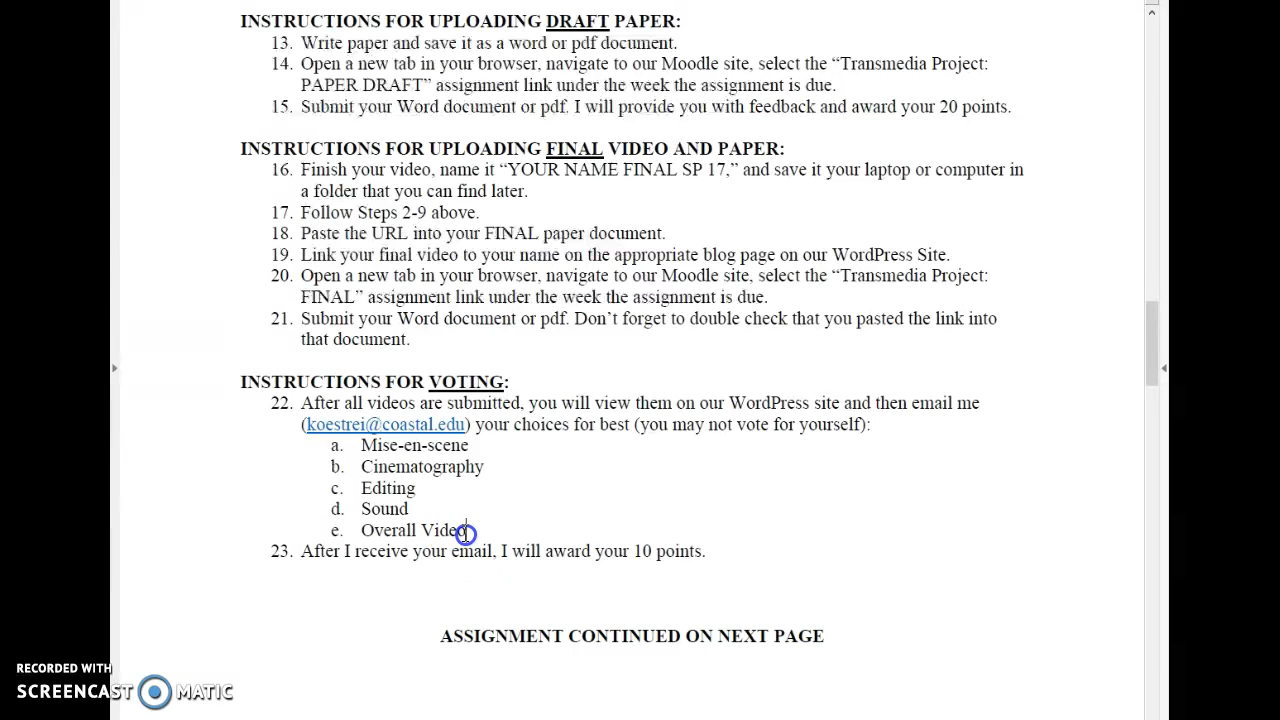 INSTRUCTIONS FOR UPLOADING DRAFT PAPER:
13. Write paper and save it as a word or pdf document.
14. Open a new tab in your browser, navigate to our Moodle site, select the “Transmedia Project:
PAPER DRAFT” assignment link under the week the assignment is due.
15. Submit your Word document or pdf. I will provide you with feedback and award your 20 points.
INSTRUCTIONS FOR UPLOADING FINAL VIDEO AND PAPER:
16. Finish your video, name it “YOUR NAME FINAL SP 17,” and save it your laptop or computer in
a folder that you can find later.
17. Follow Steps 2-9 above.
18. Paste the URL into your FINAL paper document.
19. Link your final video to your name on the appropriate blog page on our WordPress Site.
20. Open a new tab in your browser, navigate to our Moodle site, select the “Transmedia Project:
FINAL” assignment link under the week the assignment is due.
21. Submit your Word document or pdf. Don’t forget to double check that you pasted the link into
that document.
INSTRUCTIONS FOR VOTING:
22. After all videos are submitted, you will view them on our WordPress site and then email me
(koestrei@coastal.edu) your choices for best (you may not vote for yourself):
a. Mise-en-scene
b. Cinematography
c. Editing
d. Sound
e. Overall Video
23. After I receive your email, I will award your 10 points.
ASSIGNMENT CONTINUED ON NEXT PAGE
RECORDED WITH
SCREENCAST MATIC